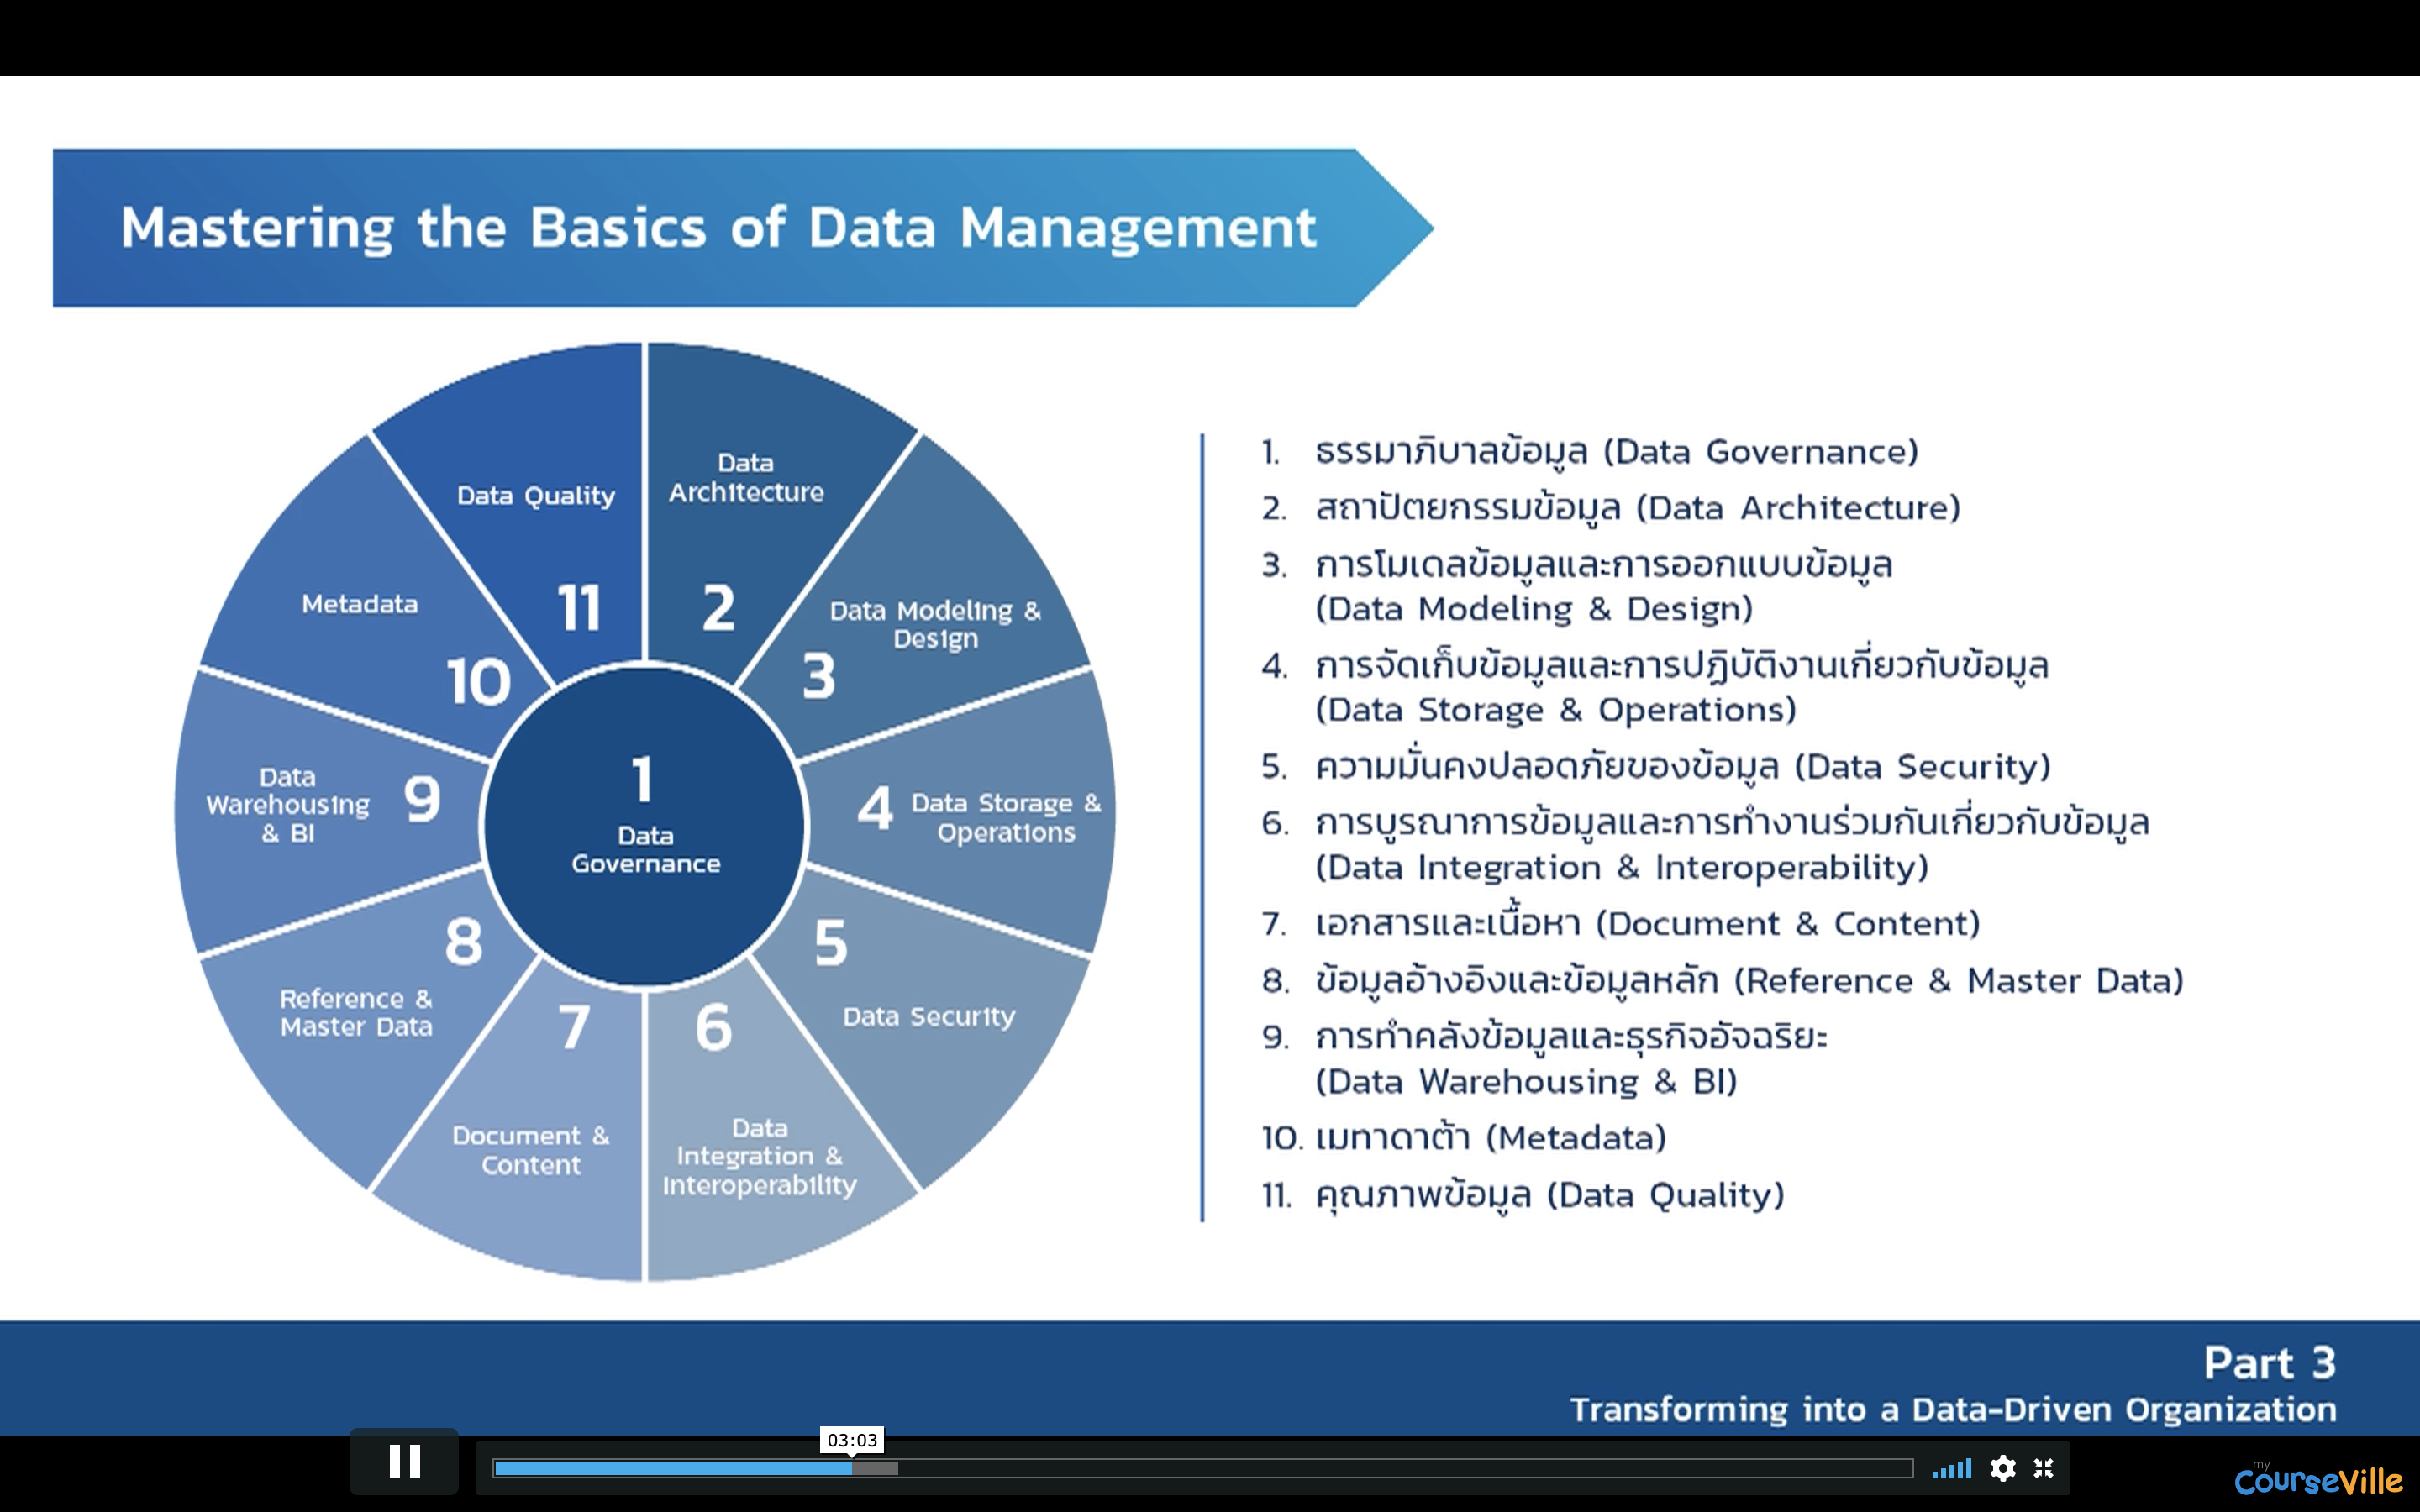 Mastering the Basics of Data Management
Data Quality
11
Data
Architecture
2
Data Modeling &
Design
3
4
Data Storage &
Operations
5
Data Security
6
Data
Integration &
Interoperability
7
Document &
Content
8
Reference &
Master Data
Data
Warehousing
& BI
9
Metadata
10
1
Data
Governance
1. ธรรมาภิบาลข้อมูล (Data Governance)
2. สถาปัตยกรรมข้อมูล (Data Architecture)
3. การโมเดลข้อมูลและการออกแบบข้อมูล
(Data Modeling & Design)
4. การจัดเก็บข้อมูลและการปฏิบัติงานเกี่ยวกับข้อมูล
(Data Storage & Operations)
5. ความมั่นคงปลอดภัยของข้อมูล (Data Security)
6. การบูรณาการข้อมูลและการทำงานร่วมกันเกี่ยวกับข้อมูล
(Data Integration & Interoperability)
7. เอกสารและเนื้อหา (Document & Content)
8. ข้อมูลอ้างอิงและข้อมูลหลัก (Reference & Master Data)
9. การทำคลังข้อมูลและธุรกิจอัจฉริยะ
(Data Warehousing & BI)
10. เมทาดาต้า (Metadata)
11. คุณภาพข้อมูล (Data Quality)
Part 3
Transforming into a Data-Driven Organization
03:03
my
CourseVille